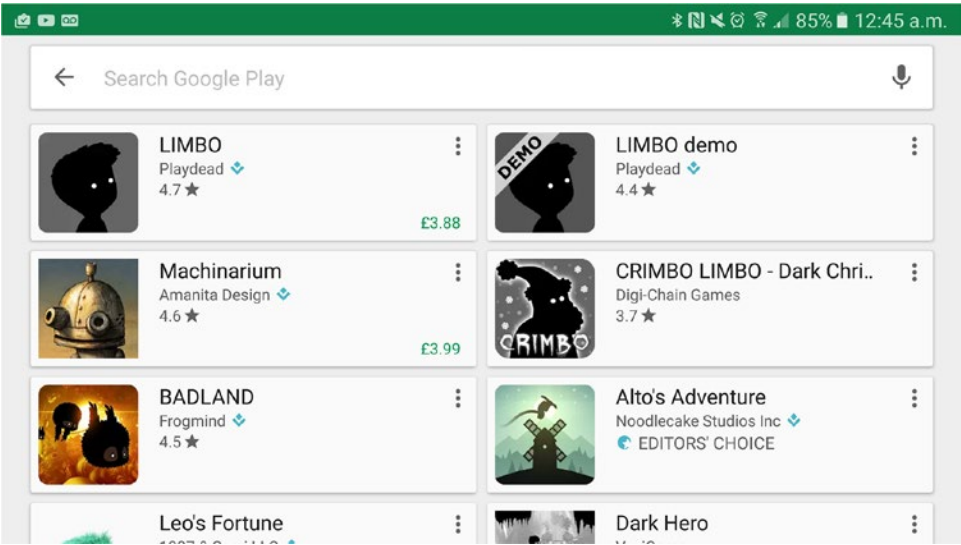 85% 12:45 a.m.
Search Google Play
LIMBO
Playdead
4.7
£3.88
DEMO
LIMBO demo
Playdead
4.4
Machinarium
Amanita Design
4.6
£3.99
CRIMBO
CRIMBO LIMBO - Dark Chri..
Digi-Chain Games
3.7
BADLAND
Frogmind
4.5
Alto's Adventure
Noodlecake Studios Inc
EDITORS' CHOICE
Leo's Fortune
Dark Hero